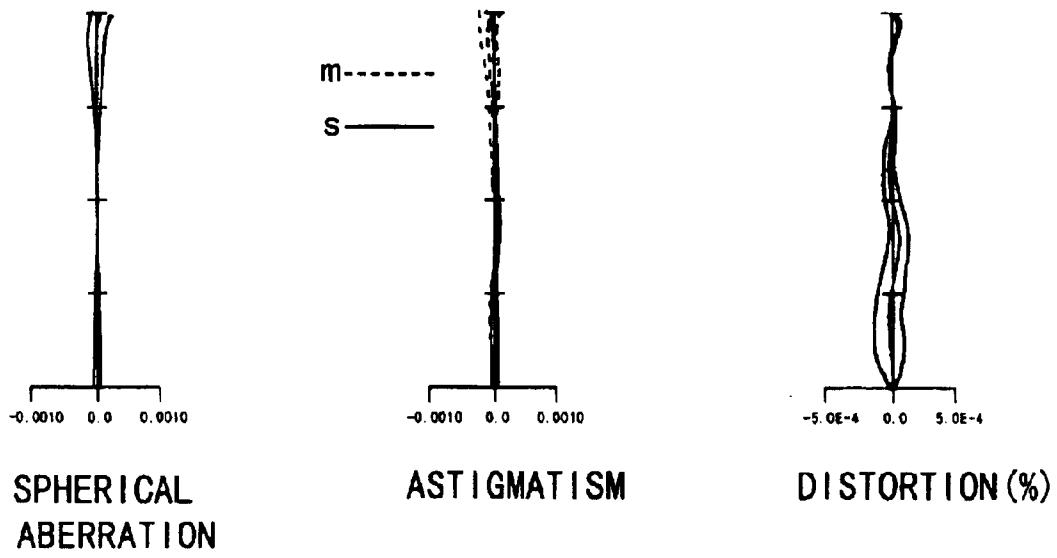 m
s
-0.0010 0.0 0.0010
-0.0010 0.0 0.0010
-5.0E-4 0.0 5.0E-4
SPHERICAL
ABERRATION
ASTIGMATISM
DISTORTION(%)